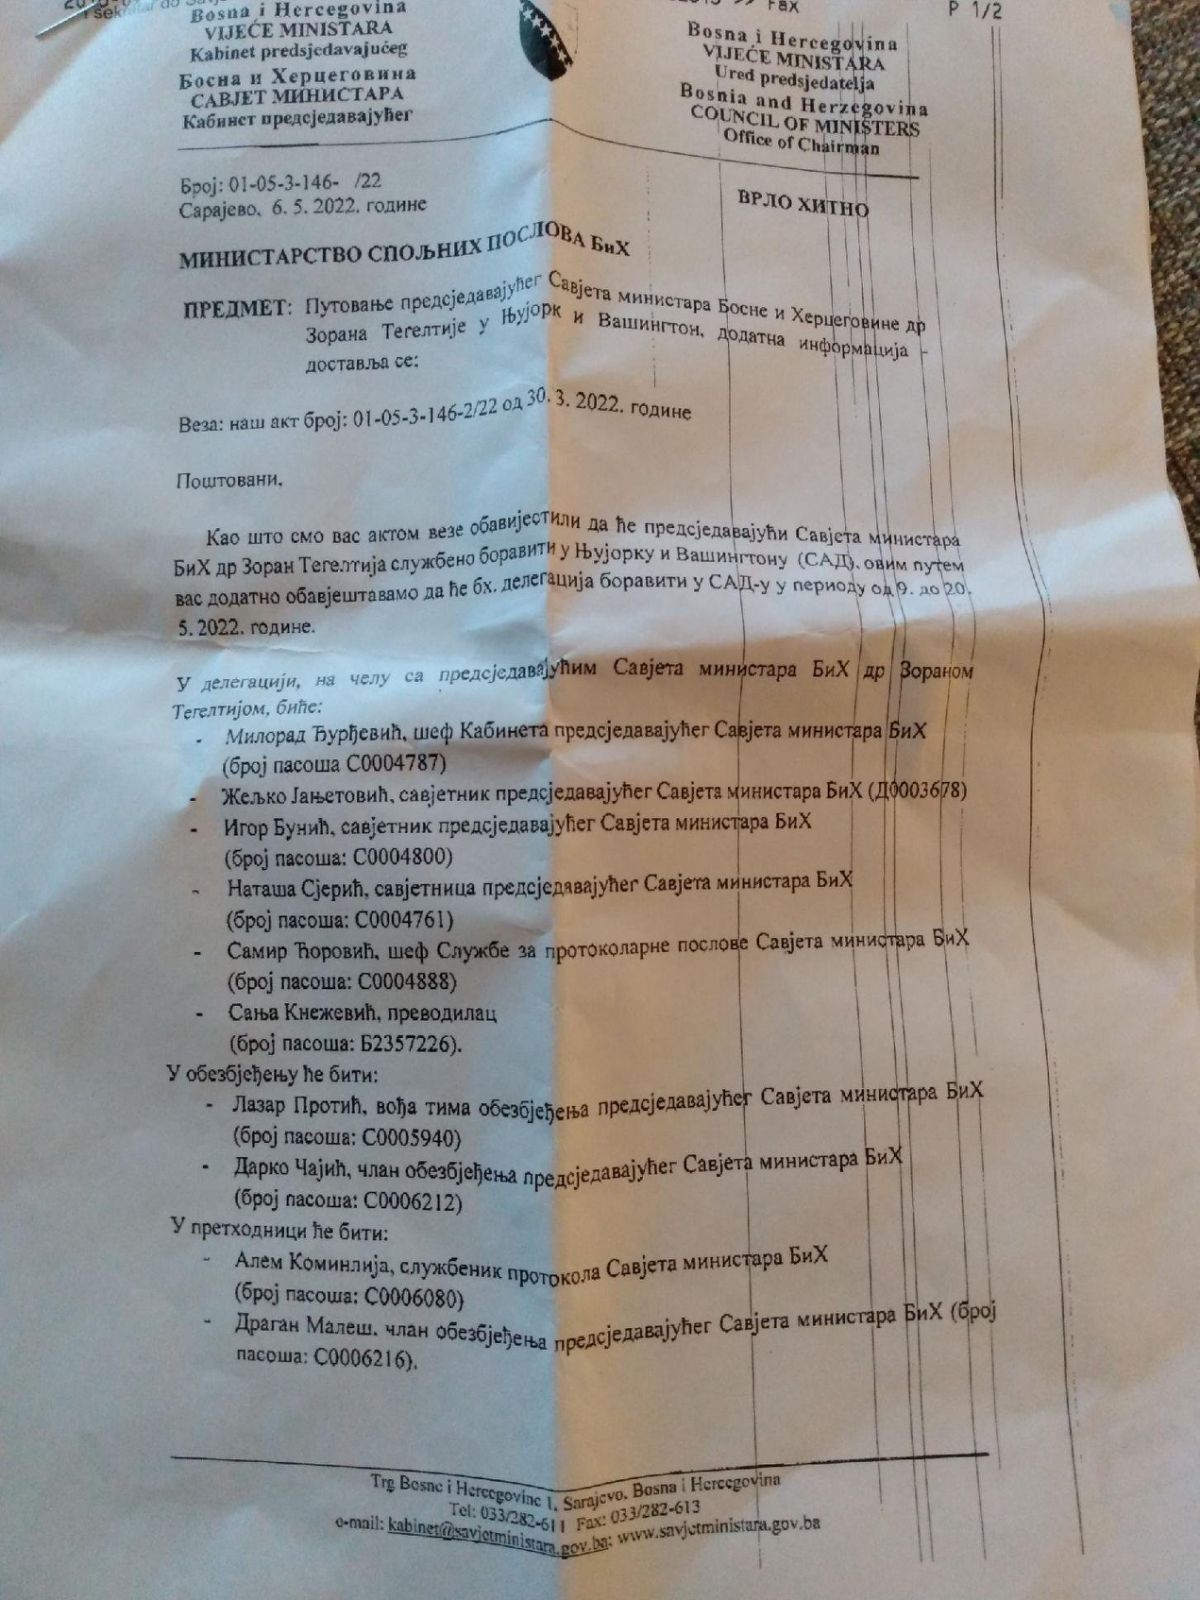 P 1/2
Bosna i Hercegovina
VIJEĆE MINISTARA
Kabinet predsjedavajućeg
Босна и Херцеговина
САВЈЕТ МИНИСТАРА
Кабинет предсједавајућег
Bosna i Hercegovina
VIJEĆE MINISTARA
Ured predsjedatelja
Bosnia and Herzegovina
COUNCIL OF MINISTERS
Office of Chairman
Број: 01-05-3-146- /22
Сарајево, 6. 5. 2022. године
ВРЛО ХИТНО
МИНИСТАРСТВО СПОЉНИХ ПОСЛОВА БиХ
ПРЕДМЕТ: Путовање предсједавајућег Савјета министара Босне и Херцеговине др
Зорана Тегелтије у Њујорк и Вашингтон, додатна информација -
доставља се:
Веза: наш акт број: 01-05-3-146-2/22 од 30. 3. 2022. године
Поштовани,
Као што смо вас актом везе обавијестили да ће предсједавајући Савјета министара
БиХ др Зоран Тегелтија службено боравити у Њујорку и Вашингтону (САД), овим путем
вас додатно обавјештавамо да ће бх. делегација боравити у САД-у у периоду од 9. до 20.
5. 2022. године.
У делегацији, на челу са предсједавајућим Савјета министара БиХ др Зораном
Тегелтијом, биће:
- Милорад Ђурђевић, шеф Кабинета предсједавајућег Савјета министара БиХ
(број пасоша С0004787)
- Жељко Јањетовић, савјетник предсједавајућег Савјета министара БиХ (Д0003678)
- Игор Бунић, савјетник предсједавајућег Савјета министара БиХ
(број пасоша: С0004800)
- Наташа Сјерић, савјетница предсједавајућег Савјета министара БиХ
(број пасоша: С0004761)
- Самир Ћоровић, шеф Службе за протоколарне послове Савјета министара БиХ
(број пасоша: С0004888)
- Сања Кнежевић, преводилац
(број пасоша: Б2357226).
У обезбјеђењу ће бити:
- Лазар Протић, вођа тима обезбјеђења предсједавајућег Савјета министара БиХ
(број пасоша: С0005940)
- Дарко Чајић, члан обезбјеђења предсједавајућег Савјета министара БиХ
(број пасоша: С0006212)
У претходници ће бити:
- Алем Коминлија, службеник протокола Савјета министара БиХ
(број пасоша: С0006080)
- Драган Малеш, члан обезбјеђења предсједавајућег Савјета министара БиХ (број
пасоша: С0006216).
Trg Bosne i Hercegovine 1, Sarajevo, Bosna i Hercegovina
Tel: 033/282-611 Fax: 033/282-613
e-mail: kabinet@savjetministara.gov.ba; www.savjetministara.gov.ba